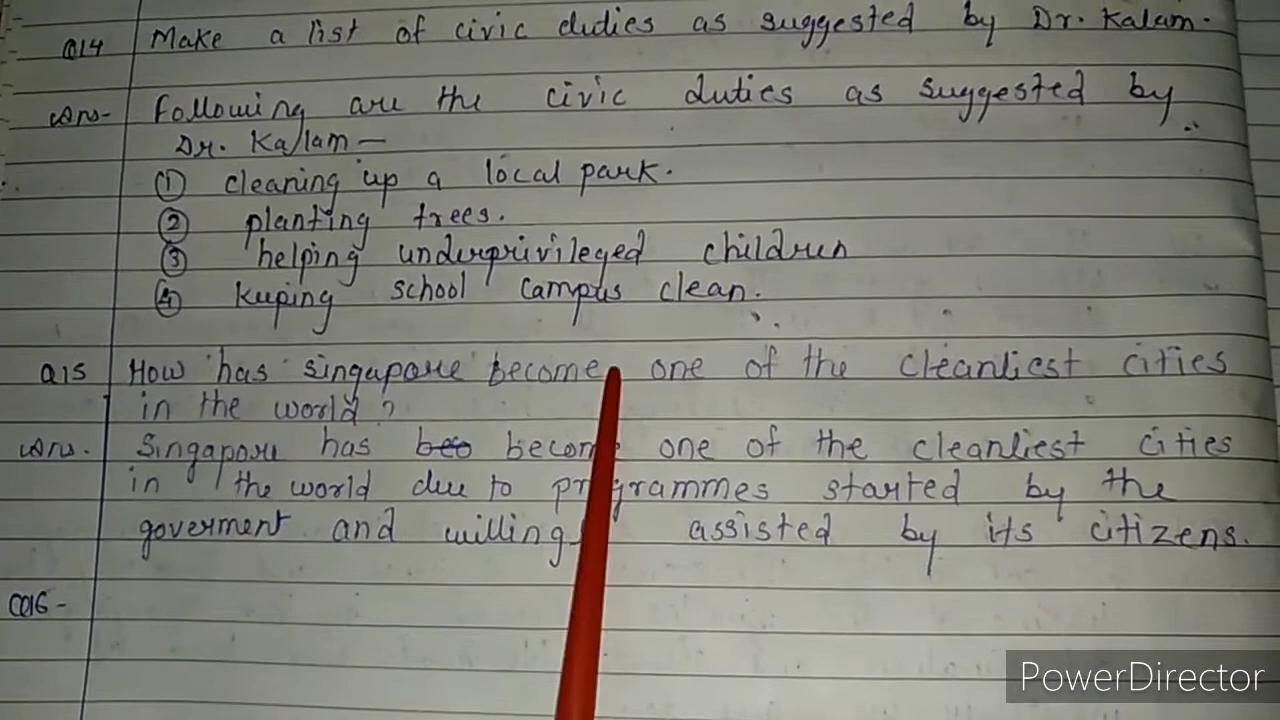 Q14 Make a list of civic duties as suggested by Dr. Kalam.
Ans- Following are the civic duties as suggested by
Dr. Kalam—
① cleaning up a local park.
② planting trees.
③ helping underprivileged children
④ keeping school campus clean.
Q15 How has singapore become one of the cleanliest cities
in the world?
Ans. Singapore has beo become one of the cleanliest cities
in the world due to programmes started by the
goverment and willingly assisted by its citizens.
Q16-
PowerDirector